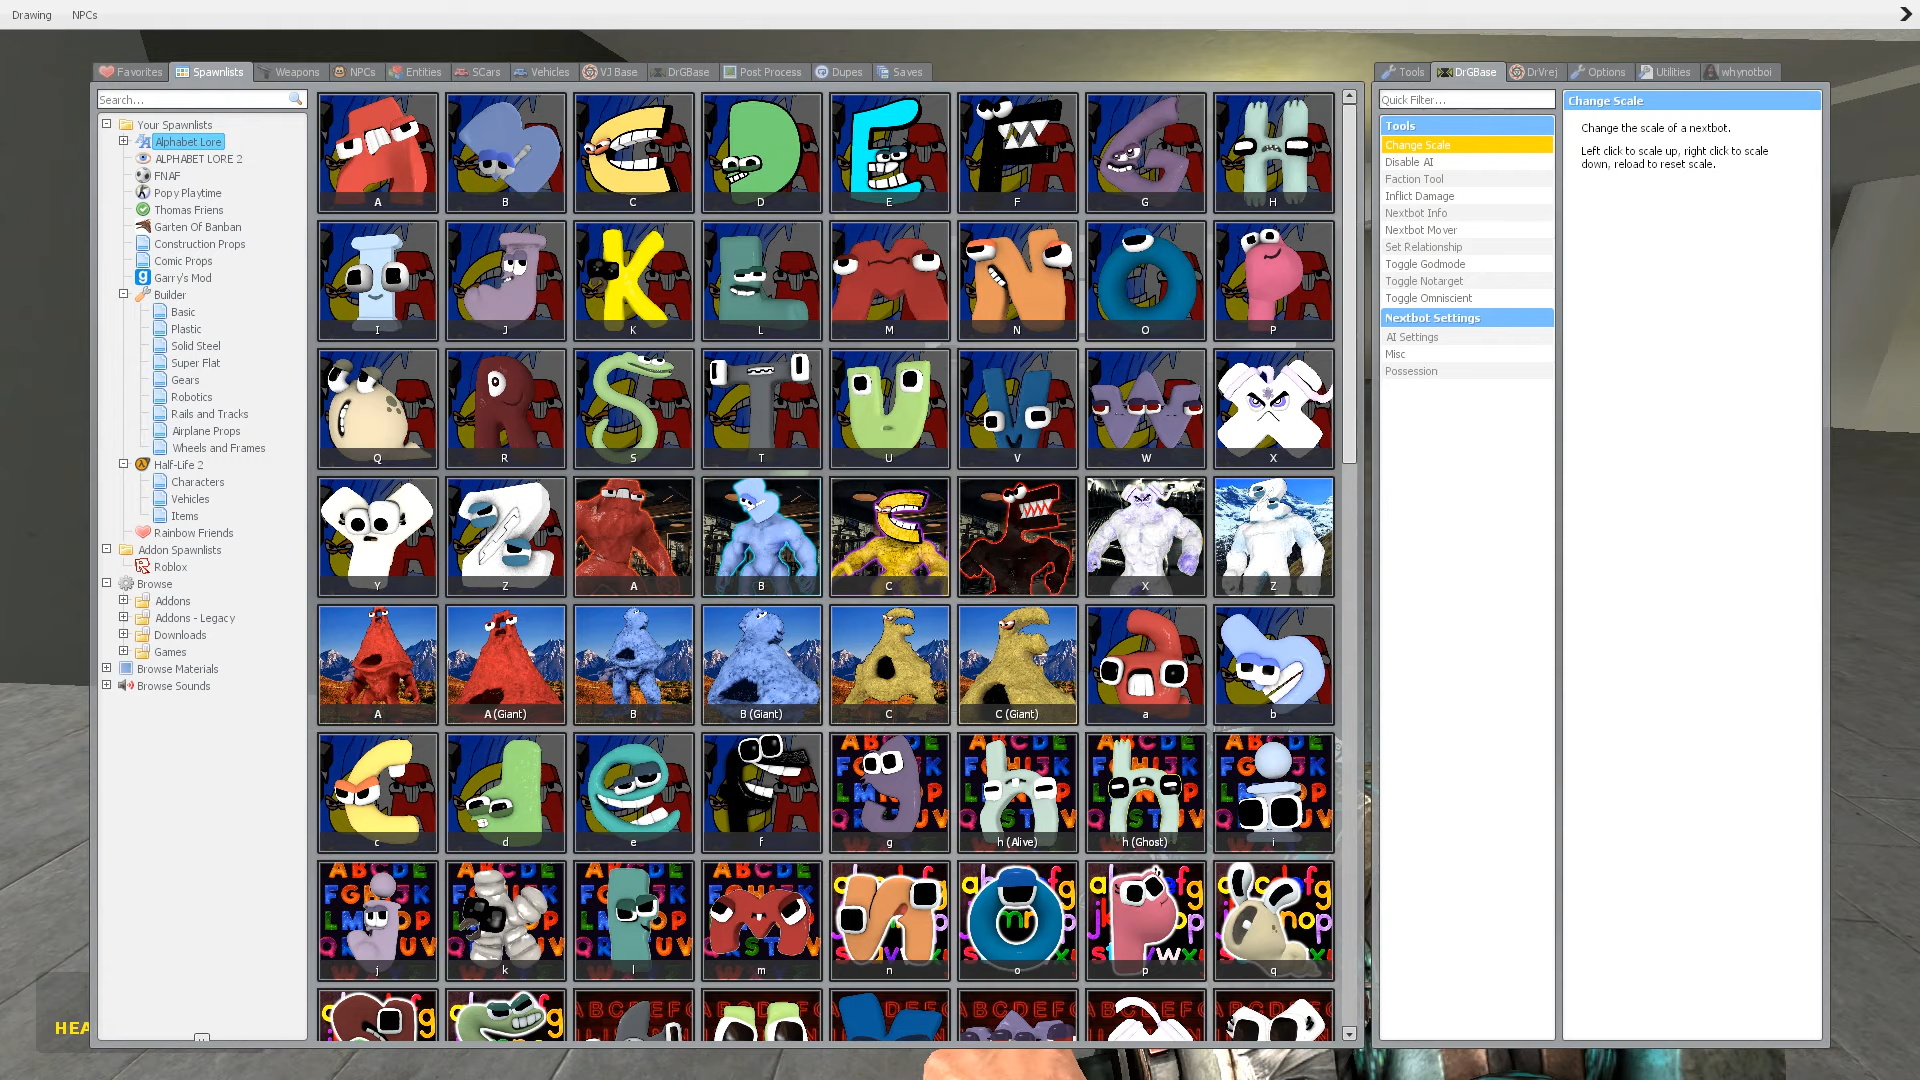 Drawing NPCs
Favorites Spawnlists Weapons NPCs Entities SCars Vehicles VJ Base DrGBase Post Process Dupes Saves
Tools DrGBase DrVrej Options Utilities whynotboi
Search...
Your Spawnlists
Alphabet Lore
ALPHABET LORE 2
FNAF
Popy Playtime
Thomas Friens
Garten Of Banban
Construction Props
Comic Props
Garry's Mod
Builder
Basic
Plastic
Solid Steel
Super Flat
Gears
Robotics
Rails and Tracks
Airplane Props
Wheels and Frames
Half-Life 2
Characters
Vehicles
Items
Rainbow Friends
Addon Spawnlists
Roblox
Browse
Addons
Addons - Legacy
Downloads
Games
Browse Materials
Browse Sounds
A B C D E F G H
I J K L M N O P
Q R S T U V W X
Y Z A B C X Z
A A (Giant) B B (Giant) C C (Giant) a b
c d e f g h (Alive) h (Ghost) i
j k l m n o p q
Quick Filter...
Tools
Change Scale
Disable AI
Faction Tool
Inflict Damage
Nextbot Info
Nextbot Mover
Set Relationship
Toggle Godmode
Toggle Notarget
Toggle Omniscient
Nextbot Settings
AI Settings
Misc
Possession
Change Scale
Change the scale of a nextbot.
Left click to scale up, right click to scale
down, reload to reset scale.
HEA